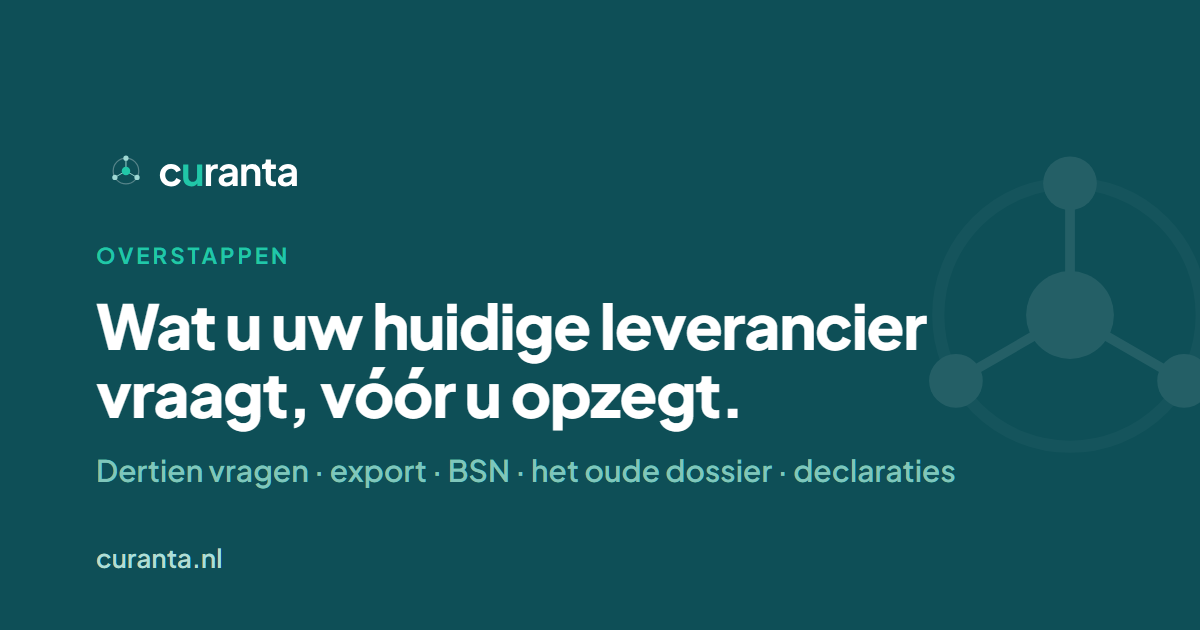 curanta
OVERSTAPPEN
Wat u uw huidige leverancier
vraagt, vóór u opzegt.
Dertien vragen · export · BSN · het oude dossier · declaraties
curanta.nl